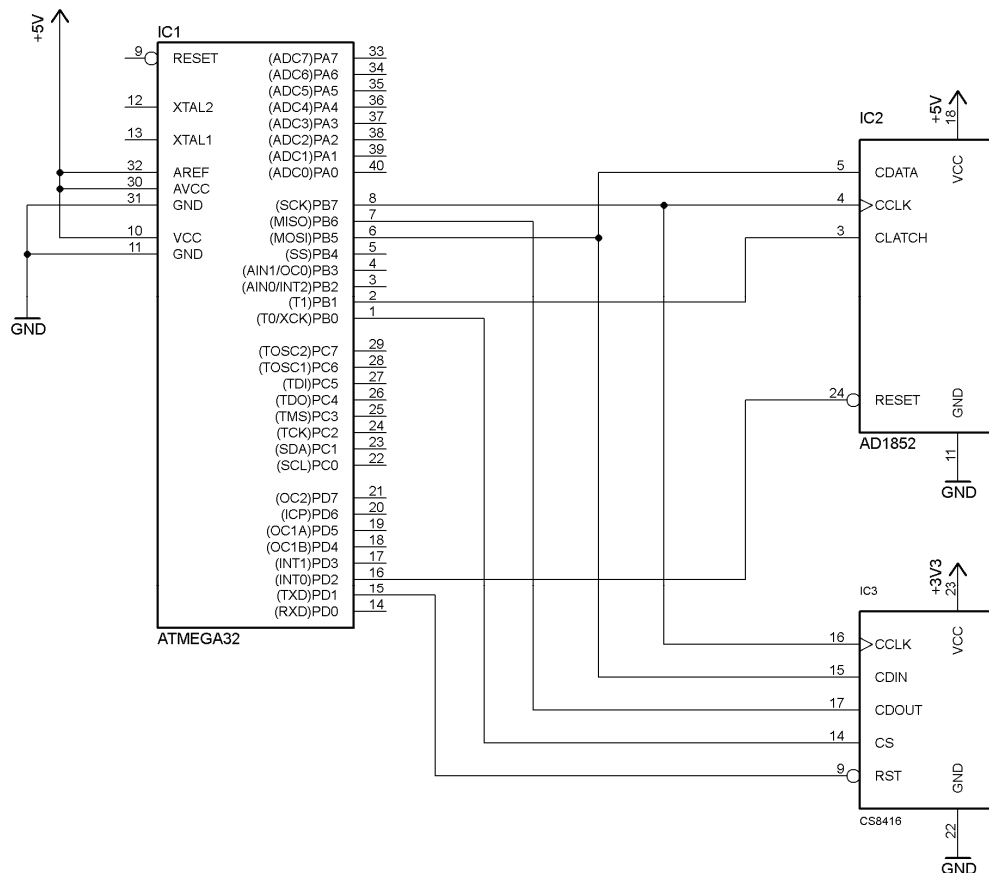 +5V
IC1
9 RESET
12 XTAL2
13 XTAL1
32 AREF
30 AVCC
31 GND
10 VCC
11 GND
GND
(ADC7)PA7 33
(ADC6)PA6 34
(ADC5)PA5 35
(ADC4)PA4 36
(ADC3)PA3 37
(ADC2)PA2 38
(ADC1)PA1 39
(ADC0)PA0 40
(SCK)PB7 8
(MISO)PB6 7
(MOSI)PB5 6
(SS)PB4 5
(AIN1/OC0)PB3 4
(AIN0/INT2)PB2 3
(T1)PB1 2
(T0/XCK)PB0 1
(TOSC2)PC7 29
(TOSC1)PC6 28
(TDI)PC5 27
(TDO)PC4 26
(TMS)PC3 25
(TCK)PC2 24
(SDA)PC1 23
(SCL)PC0 22
(OC2)PD7 21
(ICP)PD6 20
(OC1A)PD5 19
(OC1B)PD4 18
(INT1)PD3 17
(INT0)PD2 16
(TXD)PD1 15
(RXD)PD0 14
ATMEGA32
IC2
+5V
18
VCC
5 CDATA
4 CCLK
3 CLATCH
24 RESET
GND
AD1852
11
GND
IC3
+3V3
23
VCC
16 CCLK
15 CDIN
17 CDOUT
14 CS
9 RST
GND
CS8416
22
GND